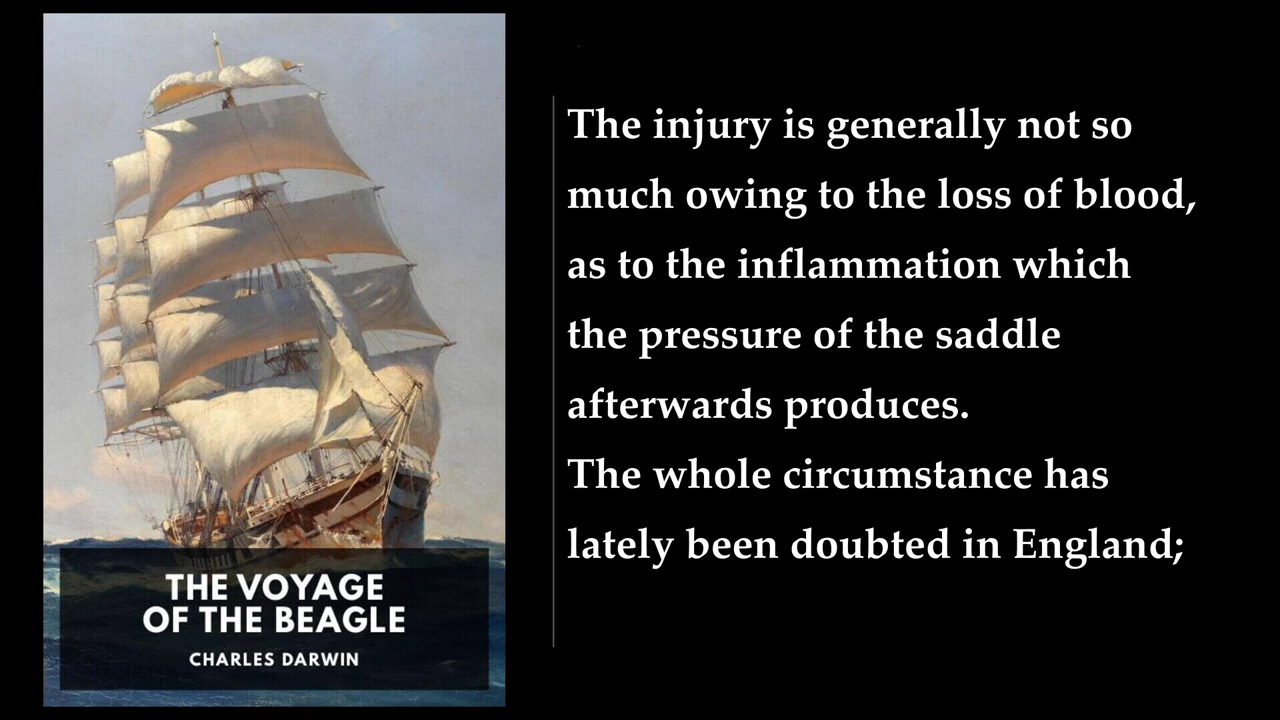 THE VOYAGE
OF THE BEAGLE
CHARLES DARWIN
The injury is generally not so
much owing to the loss of blood,
as to the inflammation which
the pressure of the saddle
afterwards produces.
The whole circumstance has
lately been doubted in England;